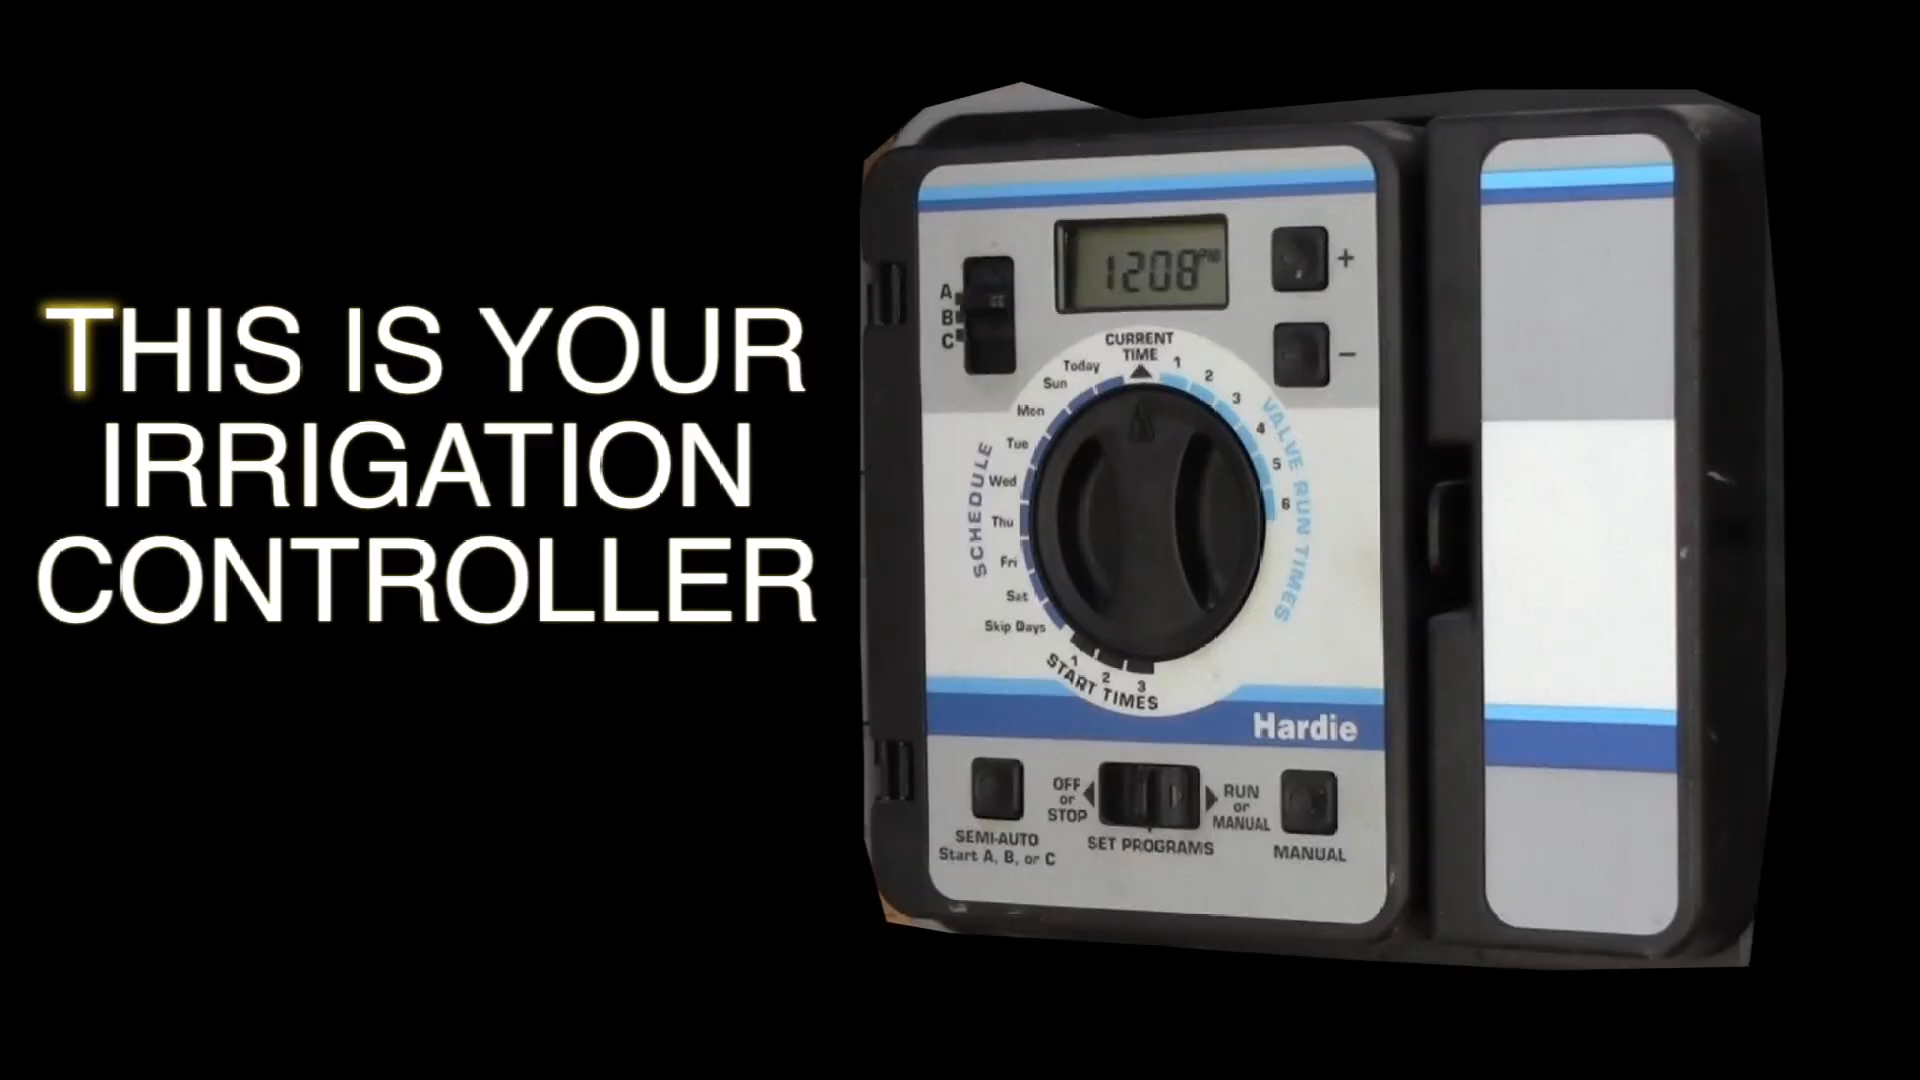 THIS IS YOUR
IRRIGATION
CONTROLLER
1208 PM
+
A
B
C
−
CURRENT
TIME
Today
Sun
Mon
Tue
Wed
Thu
Fri
Sat
Skip Days
SCHEDULE
1
2
3
4
5
6
VALVE RUN TIMES
1
2
3
START TIMES
Hardie
SEMI-AUTO
Start A, B, or C
OFF
or
STOP
SET PROGRAMS
RUN
or
MANUAL
MANUAL